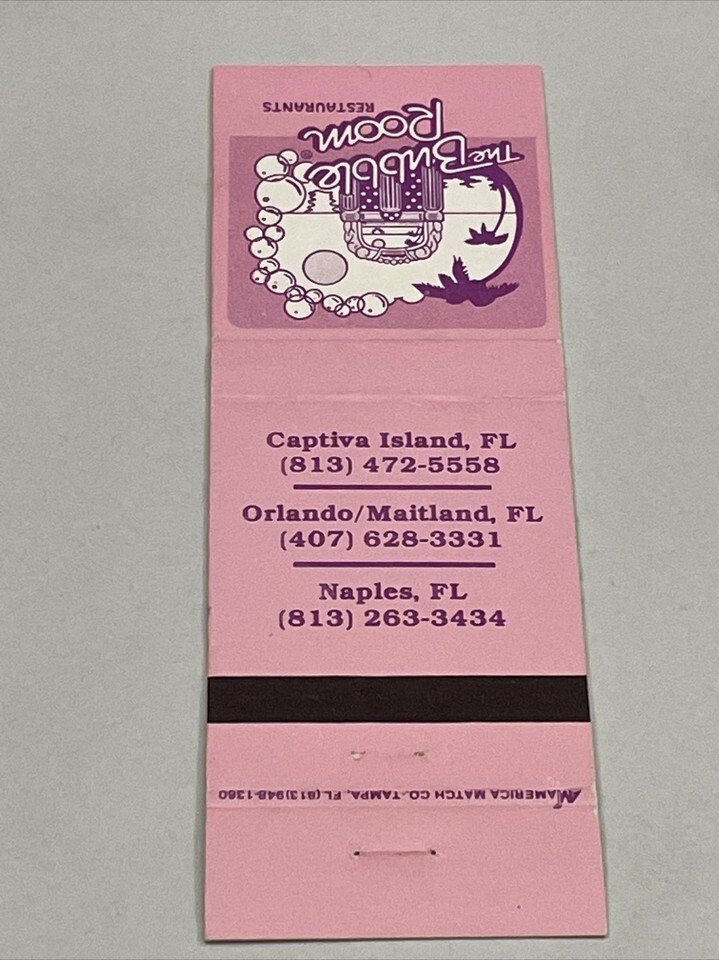 The Bubble
Room
®
RESTAURANTS
Captiva Island, FL
(813) 472-5558
Orlando/Maitland, FL
(407) 628-3331
Naples, FL
(813) 263-3434
AMERICA MATCH CO.-TAMPA, FL (813)948-1360